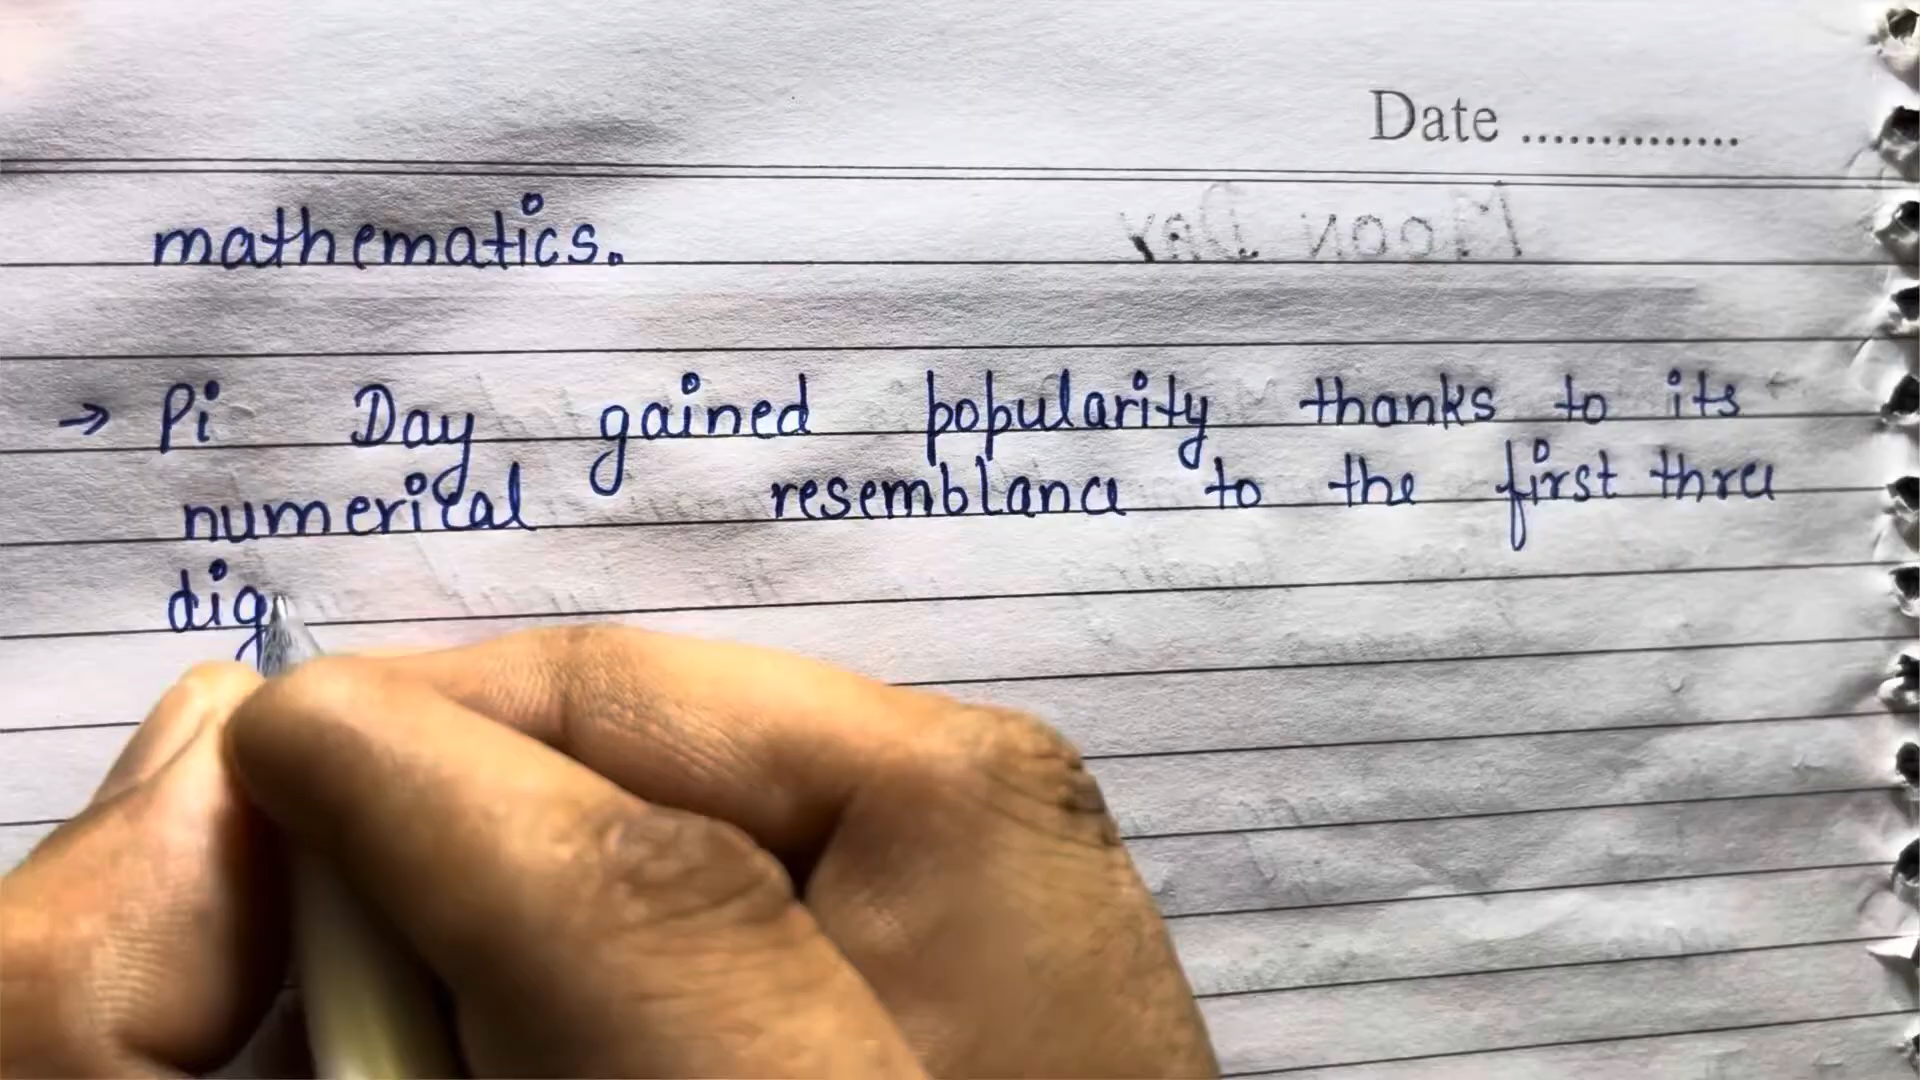 Date ..............
mathematics.
→ Pi Day gained popularity thanks to its
numerical resemblance to the first three
dig